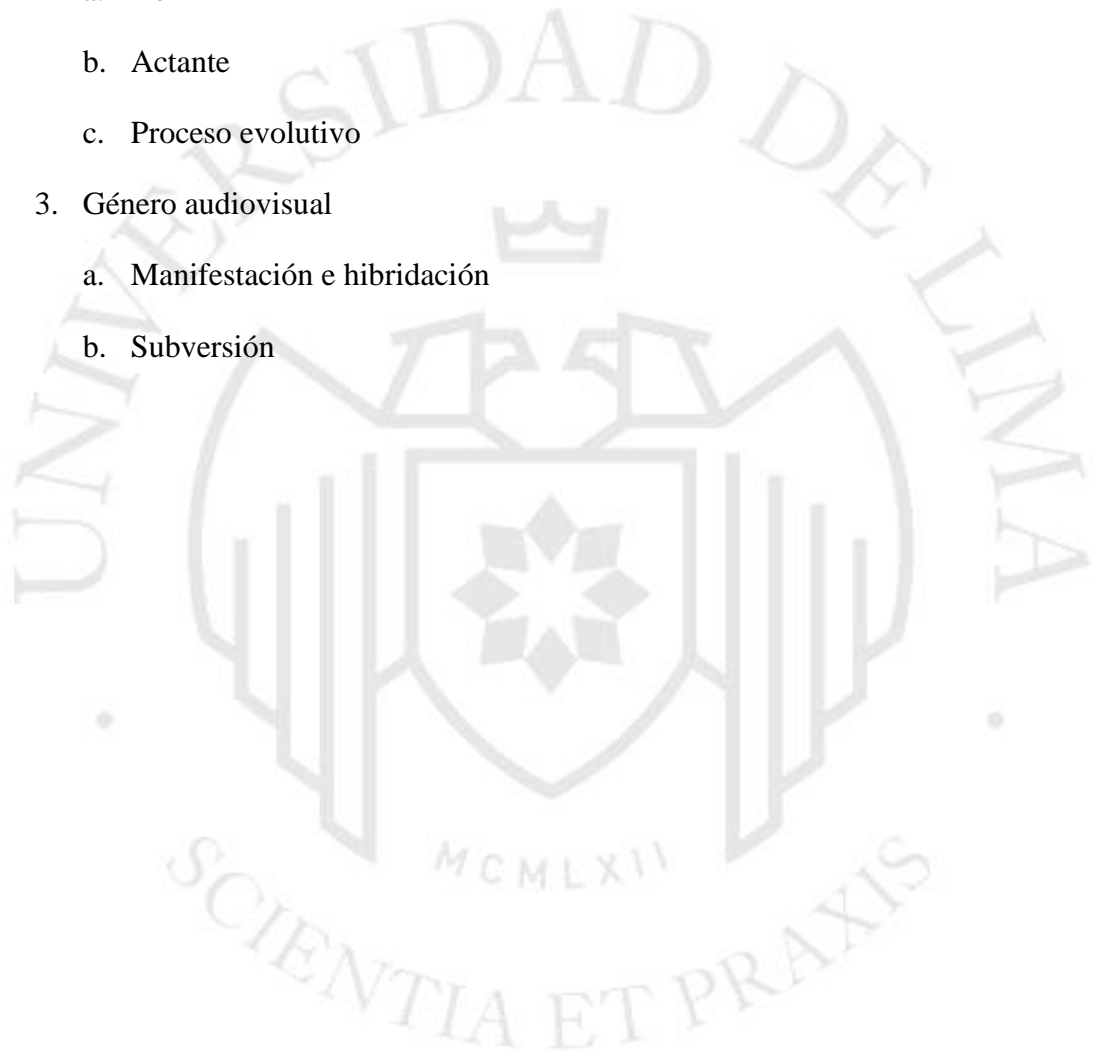 b. Actante
c. Proceso evolutivo
3. Género audiovisual
a. Manifestación e hibridación
b. Subversión
UNIVERSIDAD DE LIMA
MCMLXII
SCIENTIA ET PRAXIS